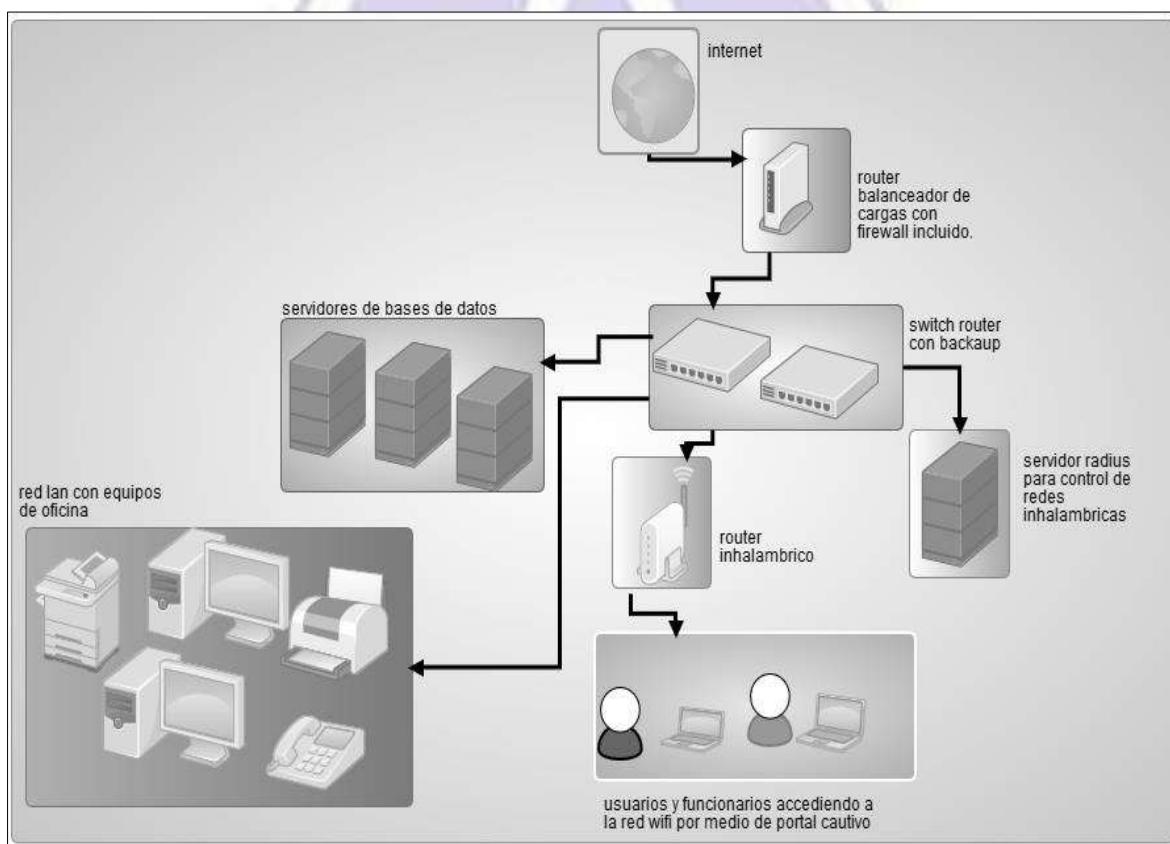 internet
router
balanceador de
cargas con
firewall incluido.
servidores de bases de datos
switch router
con backaup
servidor radius
para control de
redes
inhalambricas
red lan con equipos
de oficina
router
inhalambrico
usuarios y funcionarios accediendo a
la red wifi por medio de portal cautivo